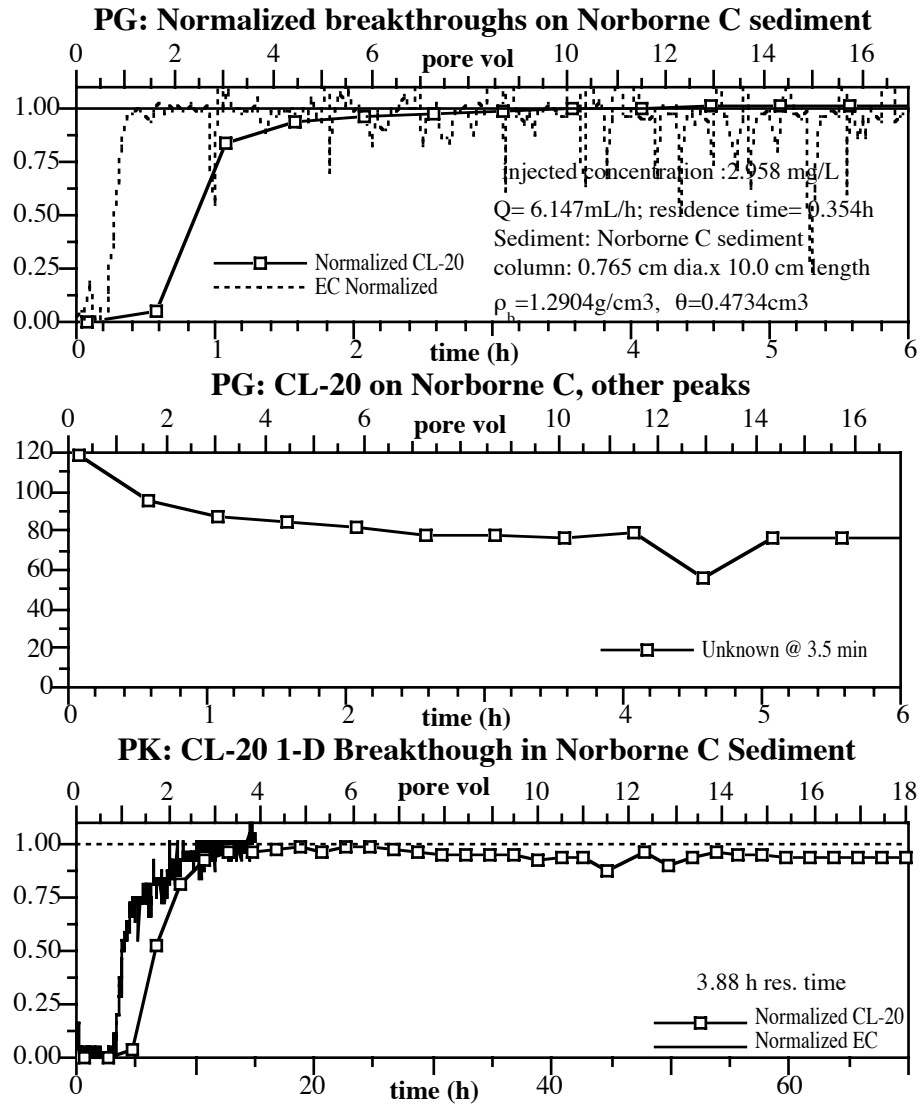 PG: Normalized breakthroughs on Norborne C sediment
0 2 4 6 8 10 12 14 16
pore vol
1.00
0.75
0.50
0.25
0.00
injected concentration :2.958 mg/L
Q= 6.147mL/h; residence time= 0.354h
Sediment: Norborne C sediment
column: 0.765 cm dia.x 10.0 cm length
ρb=1.2904g/cm3, θ=0.4734cm3
Normalized CL-20
EC Normalized
0 1 2 4 5 6
time (h)
PG: CL-20 on Norborne C, other peaks
0 2 4 6 8 10 12 14 16
pore vol
120
100
80
60
40
20
0
Unknown @ 3.5 min
0 1 2 4 5 6
time (h)
PK: CL-20 1-D Breakthough in Norborne C Sediment
0 2 4 6 8 10 12 14 16 18
pore vol
1.00
0.75
0.50
0.25
0.00
3.88 h res. time
Normalized CL-20
Normalized EC
0 20 40 60
time (h)